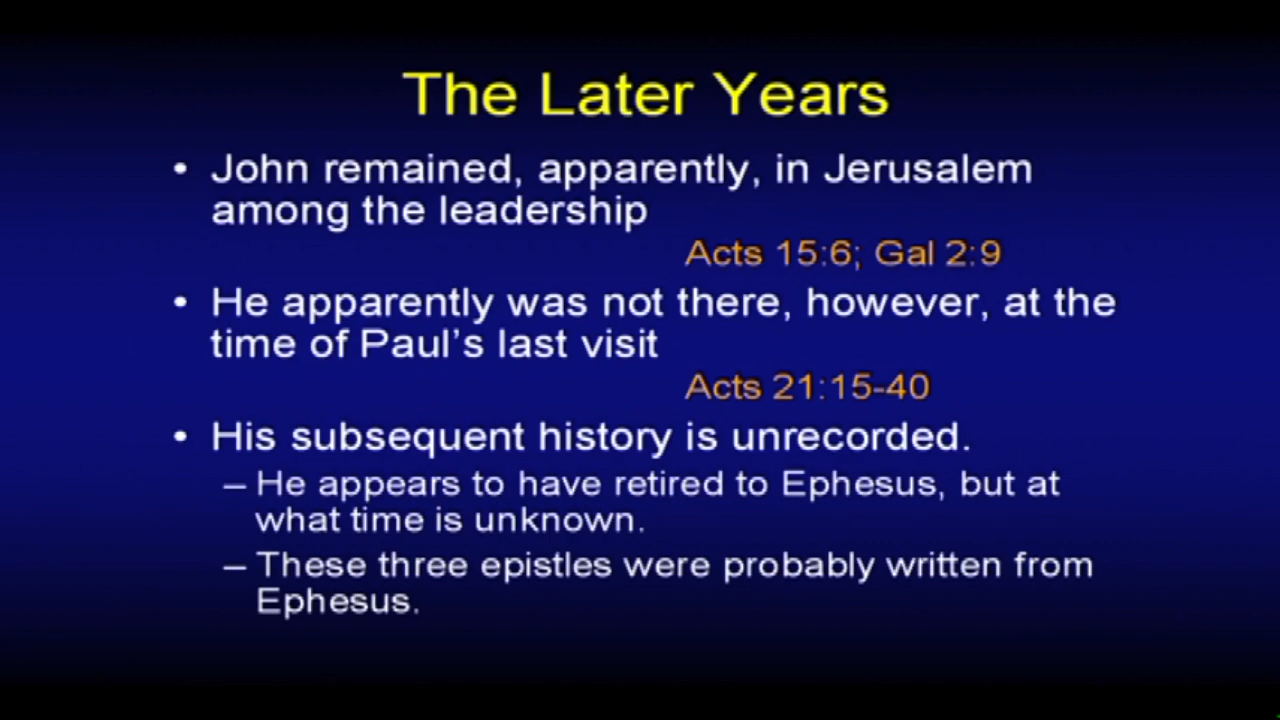 The Later Years
• John remained, apparently, in Jerusalem
among the leadership
Acts 15:6; Gal 2:9
• He apparently was not there, however, at the
time of Paul's last visit
Acts 21:15-40
• His subsequent history is unrecorded.
– He appears to have retired to Ephesus, but at
what time is unknown.
– These three epistles were probably written from
Ephesus.